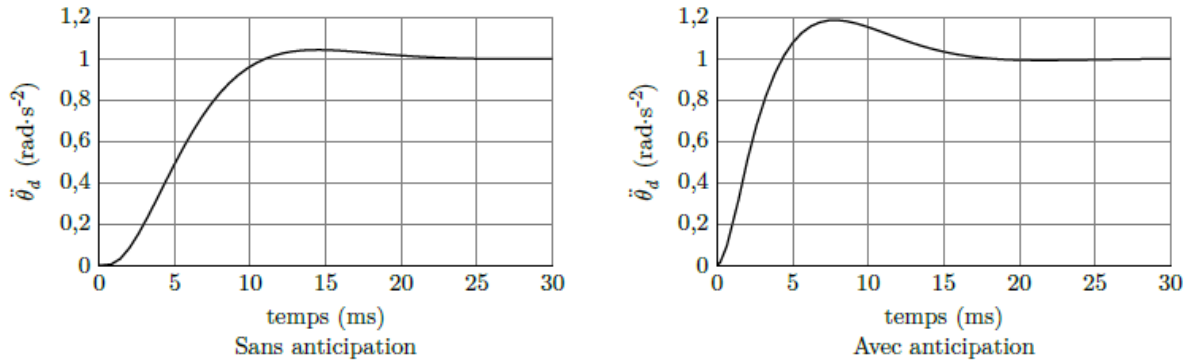 1,2
1
0,8
0,6
0,4
0,2
0
θ̈_d (rad·s⁻²)
0 5 10 15 20 25 30
temps (ms)
Sans anticipation
1,2
1
0,8
0,6
0,4
0,2
0
θ̈_d (rad·s⁻²)
0 5 10 15 20 25 30
temps (ms)
Avec anticipation